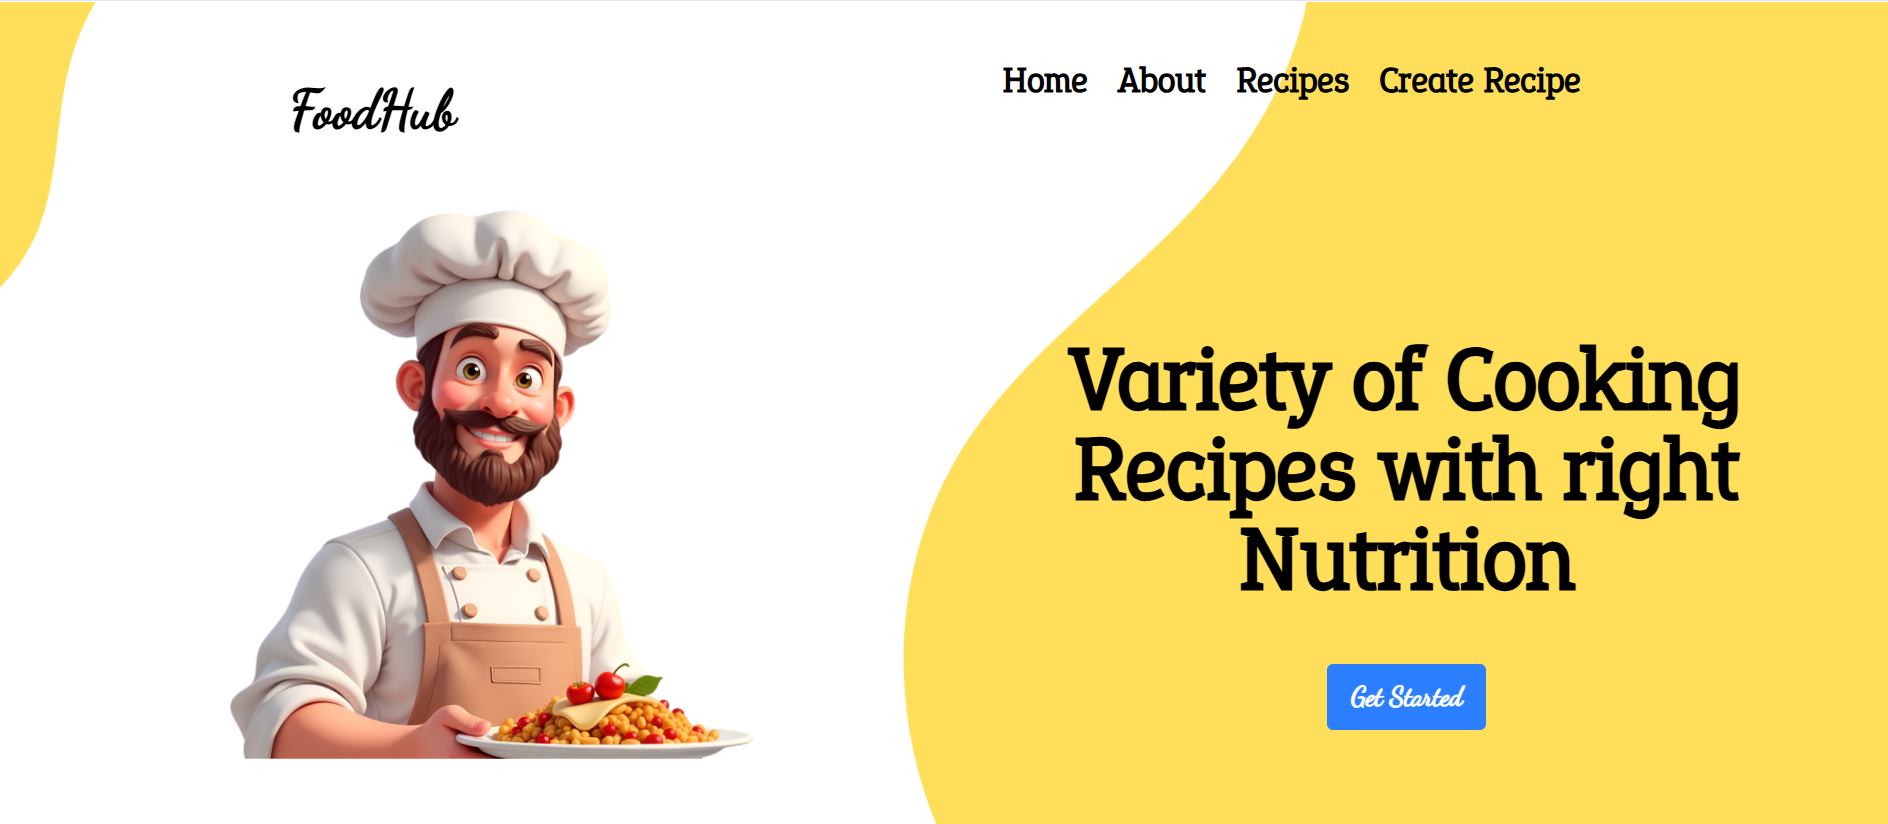 FoodHub
Home About Recipes Create Recipe
Variety of Cooking
Recipes with right
Nutrition
Get Started